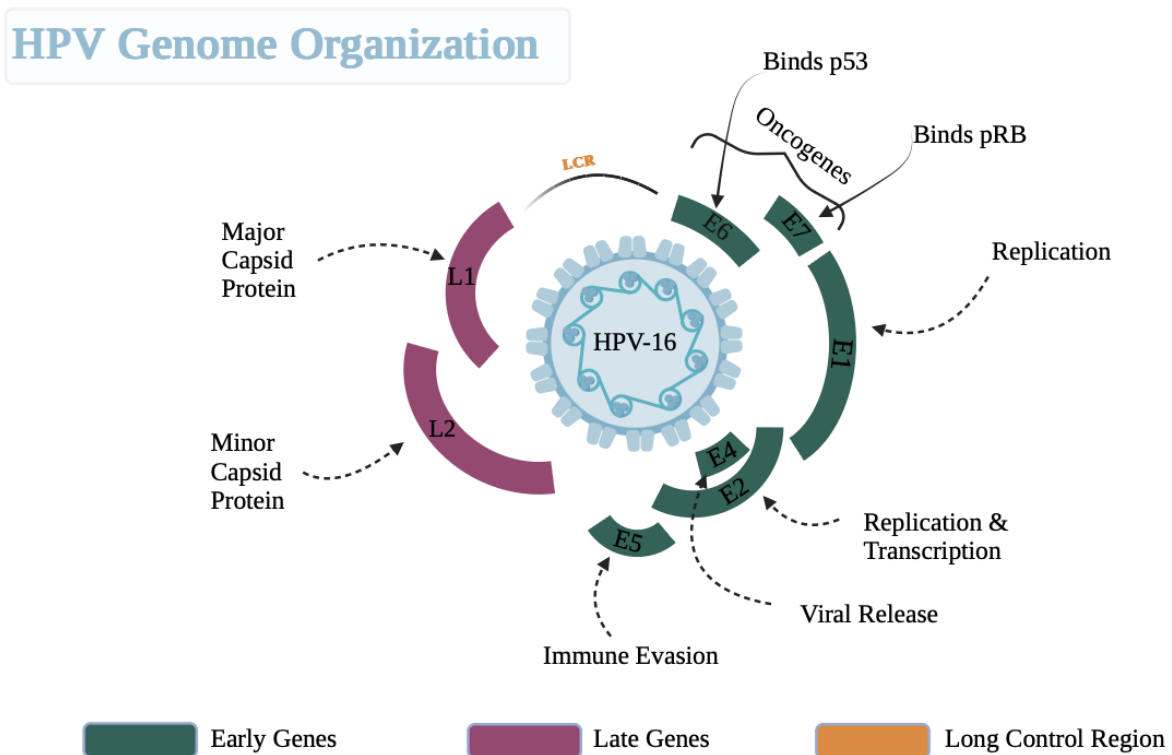 HPV Genome Organization
Binds p53
Oncogenes
Binds pRB
LCR
E6
E7
Major
Capsid
Protein
L1
Replication
HPV-16
E1
L2
Minor
Capsid
Protein
E4
E2
E5
Replication &
Transcription
Viral Release
Immune Evasion
Early Genes
Late Genes
Long Control Region